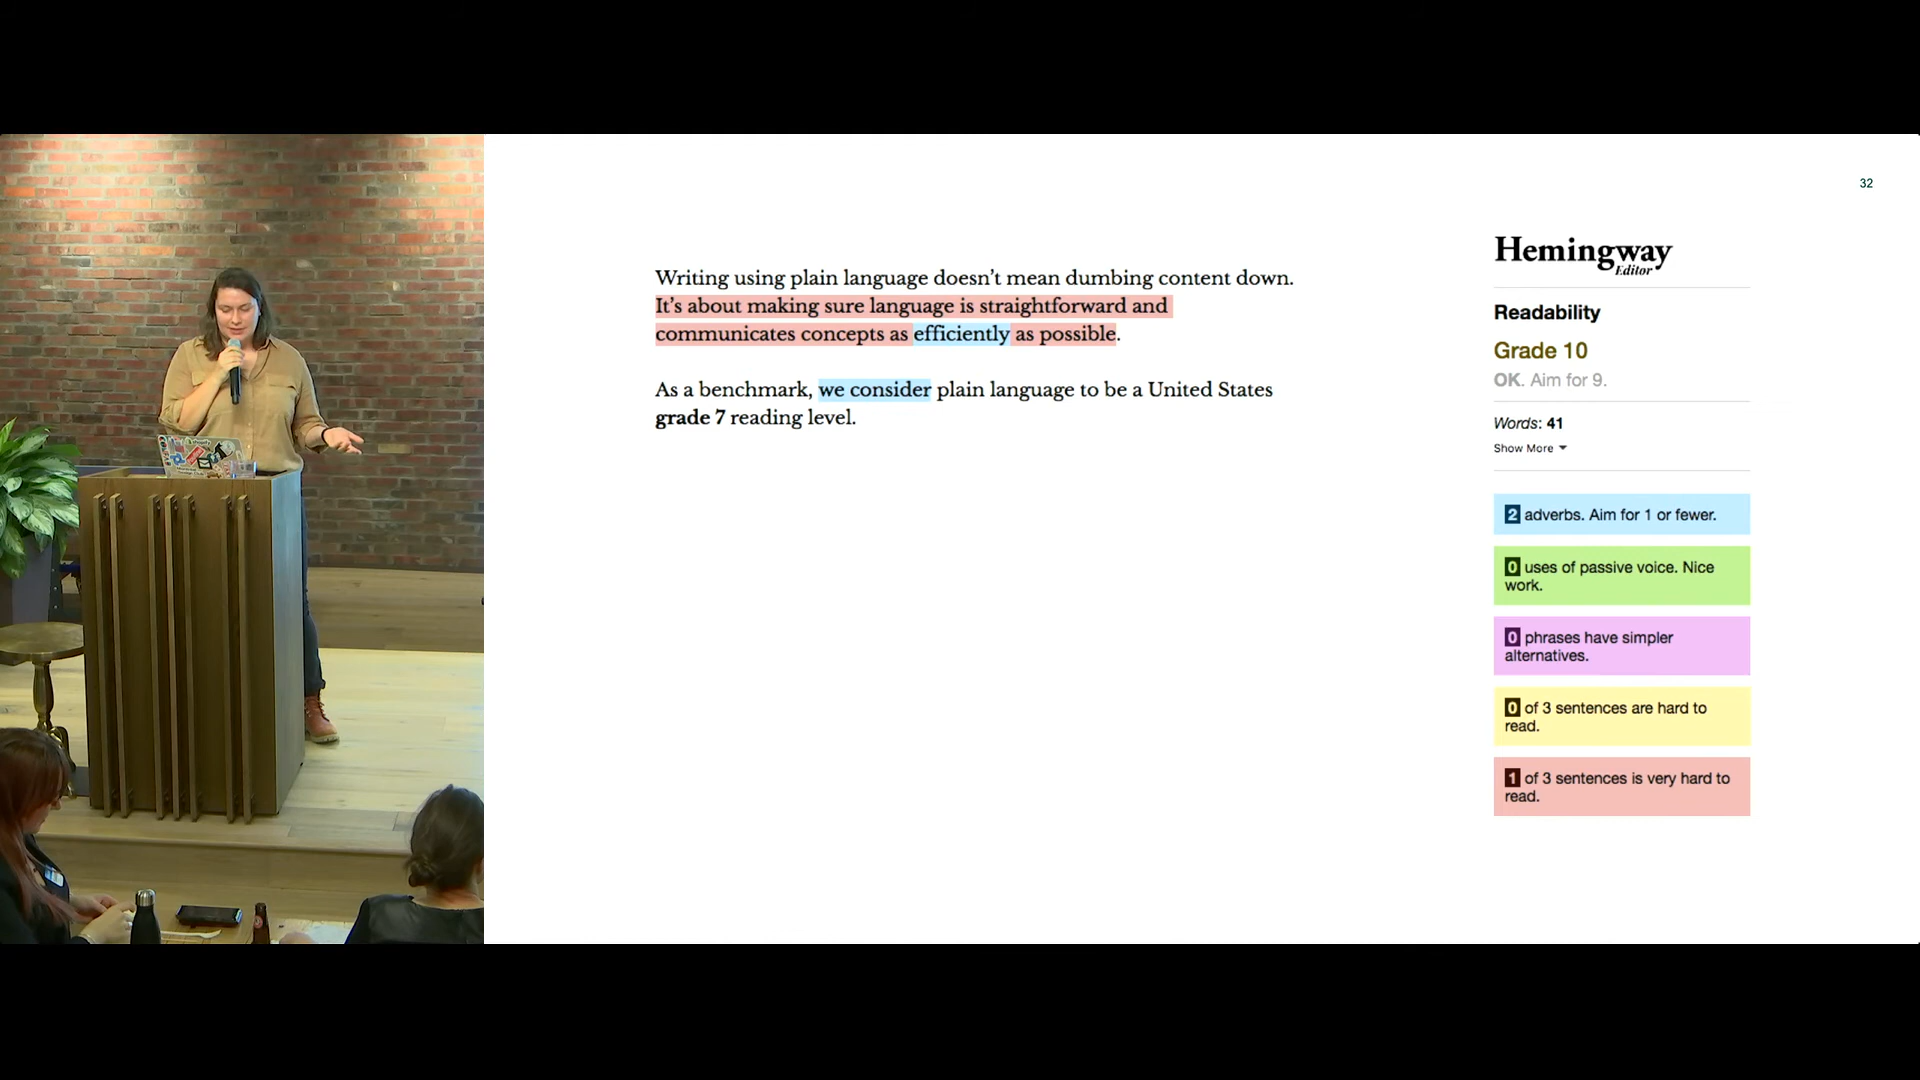 32
Writing using plain language doesn’t mean dumbing content down.
It’s about making sure language is straightforward and
communicates concepts as efficiently as possible.
As a benchmark, we consider plain language to be a United States
grade 7 reading level.
Hemingway
Editor
Readability
Grade 10
OK. Aim for 9.
Words: 41
Show More
2 adverbs. Aim for 1 or fewer.
0 uses of passive voice. Nice
work.
0 phrases have simpler
alternatives.
0 of 3 sentences are hard to
read.
1 of 3 sentences is very hard to
read.